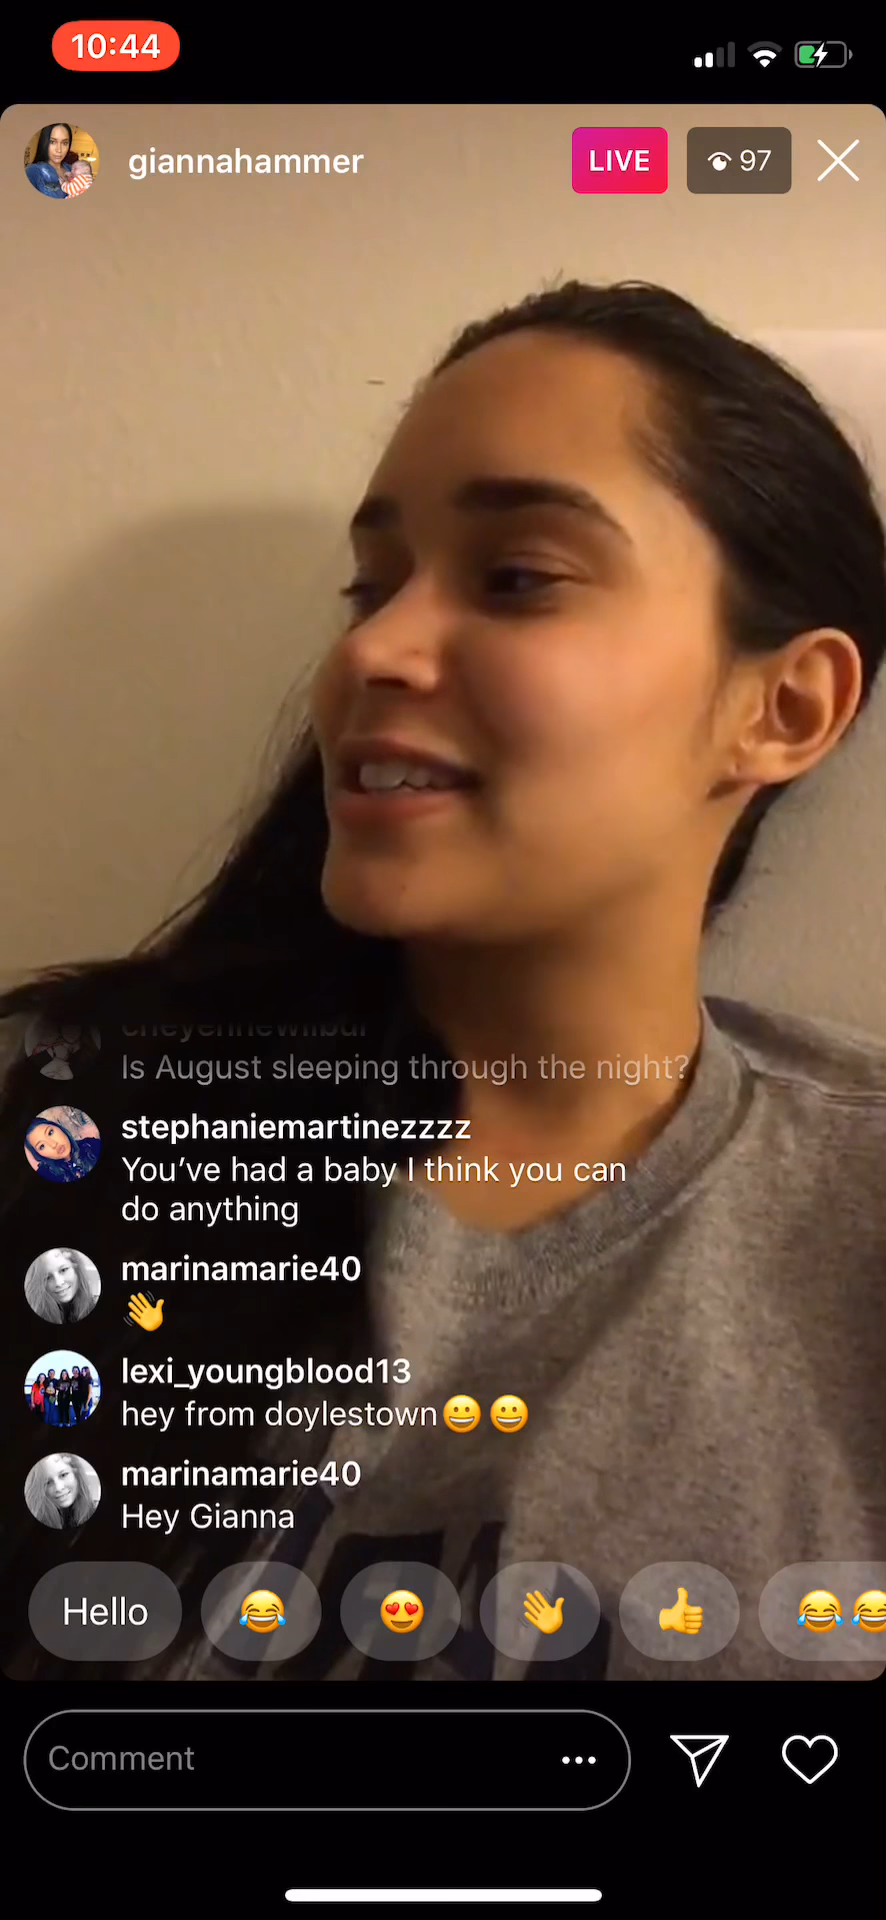 10:44
giannahammer
LIVE
97
Is August sleeping through the night?
stephaniemartinezzzz
You’ve had a baby I think you can
do anything
marinamarie40
👋
lexi_youngblood13
hey from doylestown😀 😀
marinamarie40
Hey Gianna
Hello 😂 😍 👋 👍 😂 😂
Comment